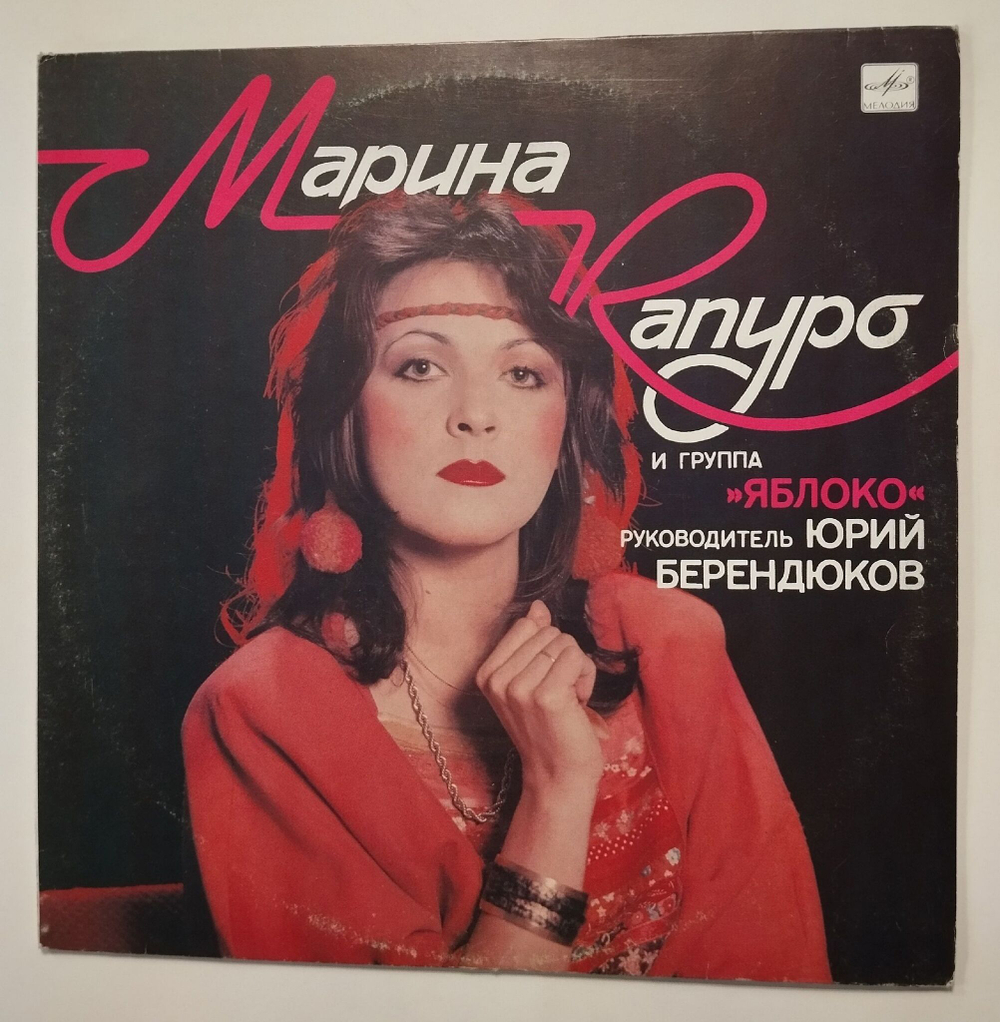 МЕЛОДИЯ
Марина
Капуро
И ГРУППА
»ЯБЛОКО«
РУКОВОДИТЕЛЬ ЮРИЙ
БЕРЕНДЮКОВ